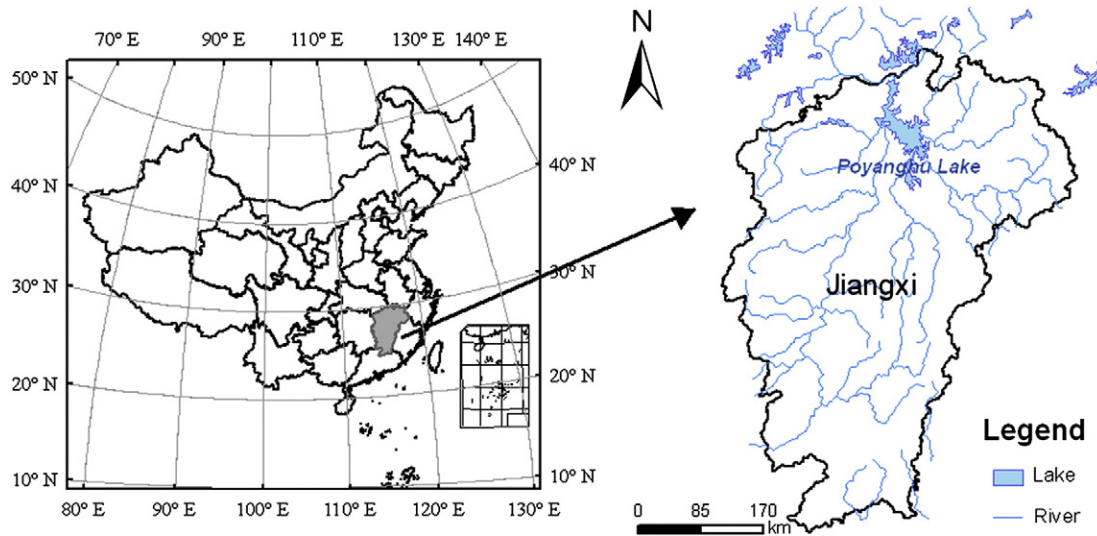 70° E 90° E 110° E 130° E 140° E
50° N
40° N
30° N
20° N
10° N
40° N
30° N
20° N
10° N
80° E 90° E 100° E 110° E 120° E 130° E
N
Poyanghu Lake
Jiangxi
Legend
Lake
River
0 85 170
km